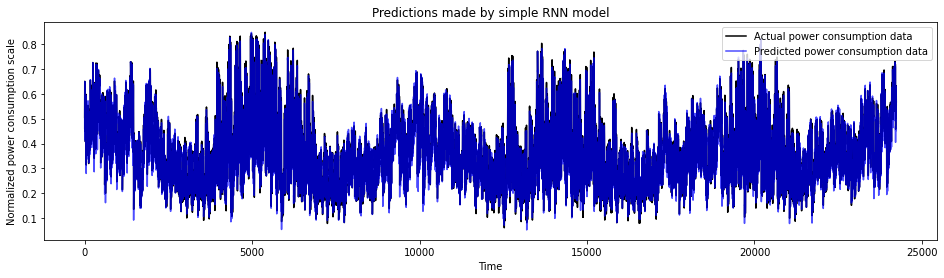 Predictions made by simple RNN model
Actual power consumption data
Predicted power consumption data
Normalized power consumption scale
0.8
0.7
0.6
0.5
0.4
0.3
0.2
0.1
0 5000 10000 15000 20000 25000
Time